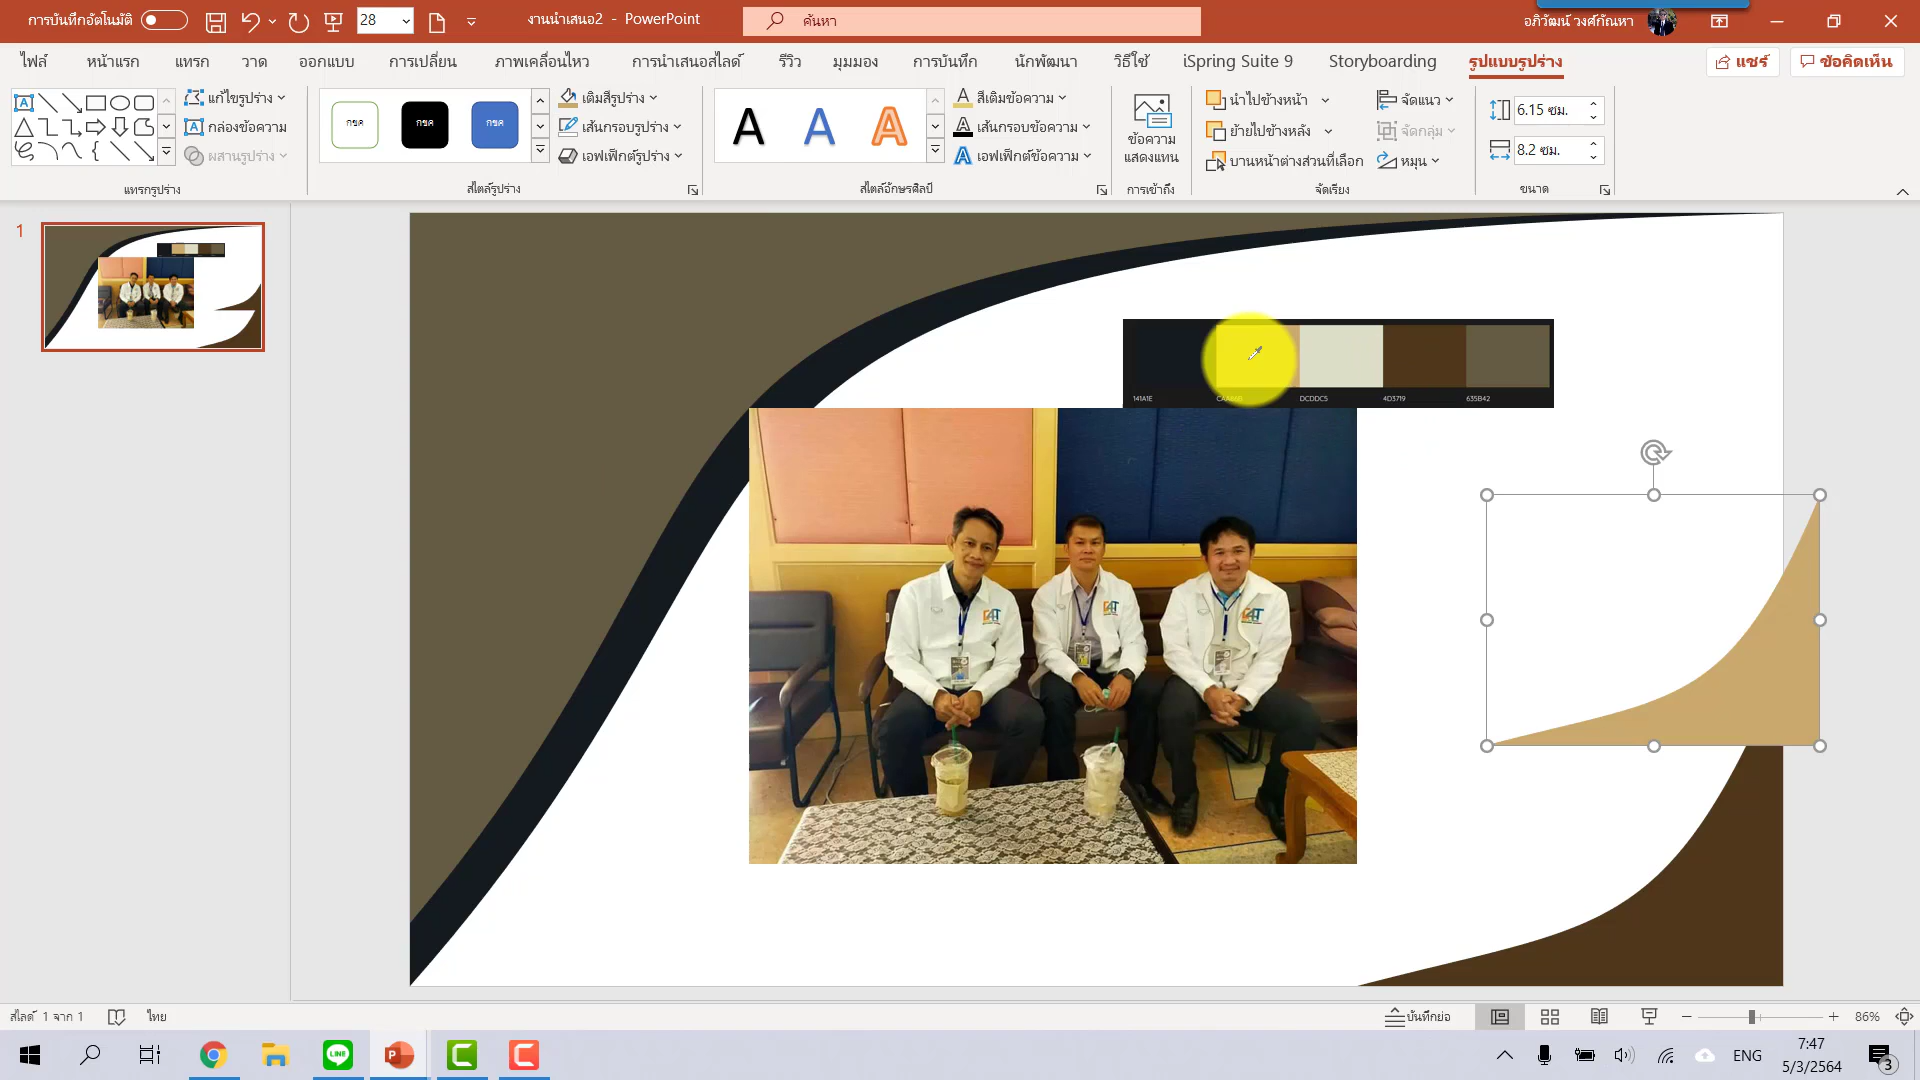 การบันทึกอัตโนมัติ
28
งานนำเสนอ2 - PowerPoint
ค้นหา
อภิวัฒน์ วงศ์กัณหา
ไฟล์ หน้าแรก แทรก วาด ออกแบบ การเปลี่ยน ภาพเคลื่อนไหว การนำเสนอสไลด์ รีวิว มุมมอง การบันทึก นักพัฒนา วิธีใช้ iSpring Suite 9 Storyboarding รูปแบบรูปร่าง แชร์ ข้อคิดเห็น
แก้ไขรูปร่าง
กล่องข้อความ
ผสานรูปร่าง
แทรกรูปร่าง
กขค กขค กขค
เติมสีรูปร่าง
เส้นกรอบรูปร่าง
เอฟเฟ็กต์รูปร่าง
สไตล์รูปร่าง
A A A
สีเติมข้อความ
เส้นกรอบข้อความ
เอฟเฟ็กต์ข้อความ
สไตล์อักษรศิลป์
ข้อความ
แสดงแทน
การเข้าถึง
นำไปข้างหน้า
ย้ายไปข้างหลัง
บานหน้าต่างส่วนที่เลือก
จัดแนว
จัดกลุ่ม
หมุน
จัดเรียง
6.15 ซม.
8.2 ซม.
ขนาด
1
141A1E DCDDC5 4D3719 635B42
สไลด์ 1 จาก 1
ไทย
บันทึกย่อ
86%
ENG
7:47
5/3/2564
3